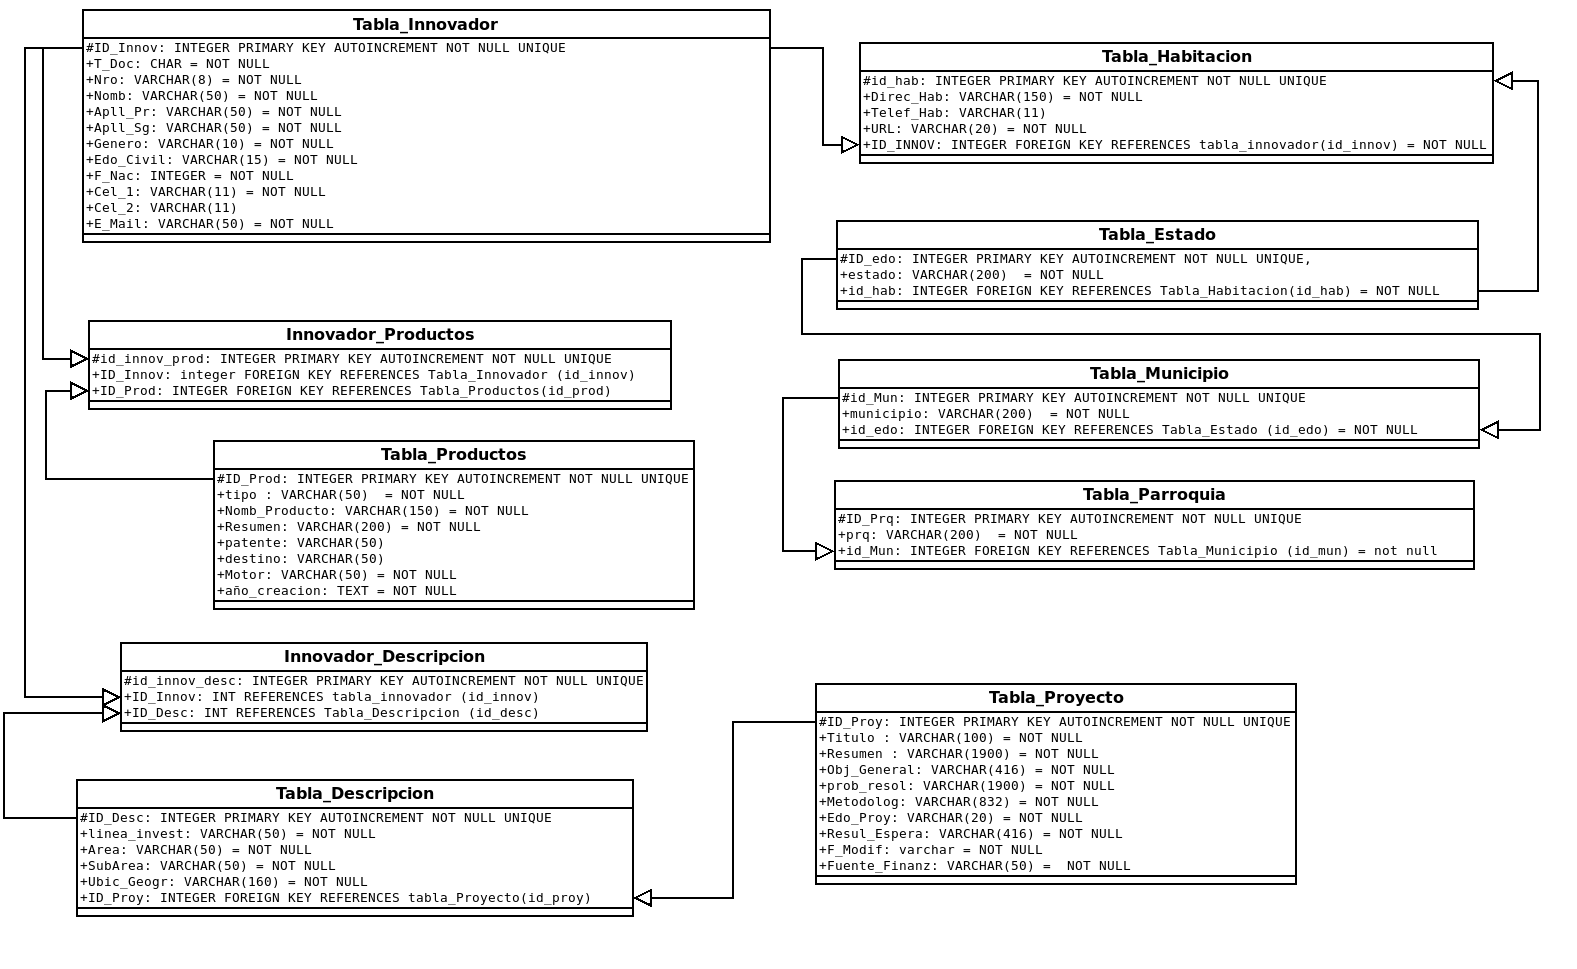 Tabla_Innovador
#ID_Innov: INTEGER PRIMARY KEY AUTOINCREMENT NOT NULL UNIQUE
+T_Doc: CHAR = NOT NULL
+Nro: VARCHAR(8) = NOT NULL
+Nomb: VARCHAR(50) = NOT NULL
+Apll_Pr: VARCHAR(50) = NOT NULL
+Apll_Sg: VARCHAR(50) = NOT NULL
+Genero: VARCHAR(10) = NOT NULL
+Edo_Civil: VARCHAR(15) = NOT NULL
+F_Nac: INTEGER = NOT NULL
+Cel_1: VARCHAR(11) = NOT NULL
+Cel_2: VARCHAR(11)
+E_Mail: VARCHAR(50) = NOT NULL
Tabla_Habitacion
#id_hab: INTEGER PRIMARY KEY AUTOINCREMENT NOT NULL UNIQUE
+Direc_Hab: VARCHAR(150) = NOT NULL
+Telef_Hab: VARCHAR(11)
+URL: VARCHAR(20) = NOT NULL
+ID_INNOV: INTEGER FOREIGN KEY REFERENCES tabla_innovador(id_innov) = NOT NULL
Tabla_Estado
#ID_edo: INTEGER PRIMARY KEY AUTOINCREMENT NOT NULL UNIQUE,
+estado: VARCHAR(200)  = NOT NULL
+id_hab: INTEGER FOREIGN KEY REFERENCES Tabla_Habitacion(id_hab) = NOT NULL
Innovador_Productos
#id_innov_prod: INTEGER PRIMARY KEY AUTOINCREMENT NOT NULL UNIQUE
+ID_Innov: integer FOREIGN KEY REFERENCES Tabla_Innovador (id_innov)
+ID_Prod: INTEGER FOREIGN KEY REFERENCES Tabla_Productos(id_prod)
Tabla_Municipio
#id_Mun: INTEGER PRIMARY KEY AUTOINCREMENT NOT NULL UNIQUE
+municipio: VARCHAR(200)  = NOT NULL
+id_edo: INTEGER FOREIGN KEY REFERENCES Tabla_Estado (id_edo) = NOT NULL
Tabla_Productos
#ID_Prod: INTEGER PRIMARY KEY AUTOINCREMENT NOT NULL UNIQUE
+tipo : VARCHAR(50)  = NOT NULL
+Nomb_Producto: VARCHAR(150) = NOT NULL
+Resumen: VARCHAR(200) = NOT NULL
+patente: VARCHAR(50)
+destino: VARCHAR(50)
+Motor: VARCHAR(50) = NOT NULL
+año_creacion: TEXT = NOT NULL
Tabla_Parroquia
#ID_Prq: INTEGER PRIMARY KEY AUTOINCREMENT NOT NULL UNIQUE
+prq: VARCHAR(200)  = NOT NULL
+id_Mun: INTEGER FOREIGN KEY REFERENCES Tabla_Municipio (id_mun) = not null
Innovador_Descripcion
#id_innov_desc: INTEGER PRIMARY KEY AUTOINCREMENT NOT NULL UNIQUE
+ID_Innov: INT REFERENCES tabla_innovador (id_innov)
+ID_Desc: INT REFERENCES Tabla_Descripcion (id_desc)
Tabla_Proyecto
#ID_Proy: INTEGER PRIMARY KEY AUTOINCREMENT NOT NULL UNIQUE
+Titulo : VARCHAR(100) = NOT NULL
+Resumen : VARCHAR(1900) = NOT NULL
+Obj_General: VARCHAR(416) = NOT NULL
+prob_resol: VARCHAR(1900) = NOT NULL
+Metodolog: VARCHAR(832) = NOT NULL
+Edo_Proy: VARCHAR(20) = NOT NULL
+Resul_Espera: VARCHAR(416) = NOT NULL
+F_Modif: varchar = NOT NULL
+Fuente_Finanz: VARCHAR(50) =  NOT NULL
Tabla_Descripcion
#ID_Desc: INTEGER PRIMARY KEY AUTOINCREMENT NOT NULL UNIQUE
+linea_invest: VARCHAR(50) = NOT NULL
+Area: VARCHAR(50) = NOT NULL
+SubArea: VARCHAR(50) = NOT NULL
+Ubic_Geogr: VARCHAR(160) = NOT NULL
+ID_Proy: INTEGER FOREIGN KEY REFERENCES tabla_Proyecto(id_proy)